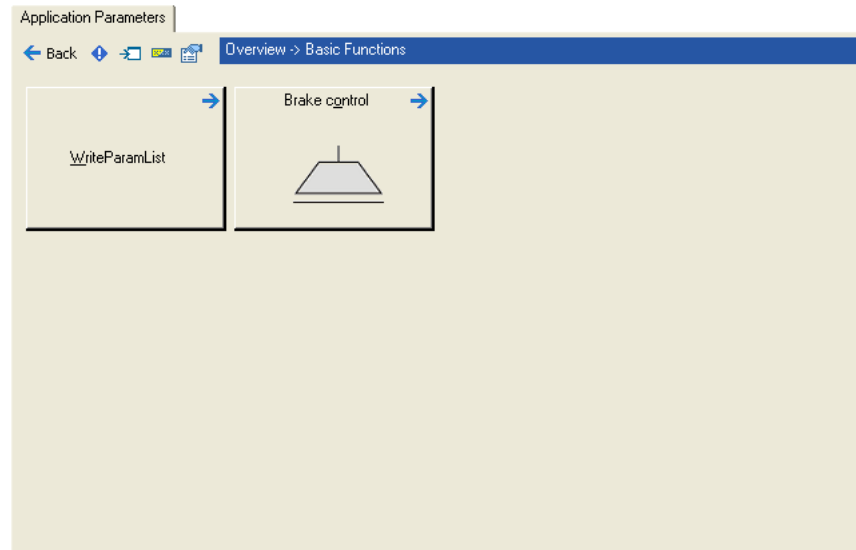 Application Parameters
Back Overview -> Basic Functions
WriteParamList
Brake control